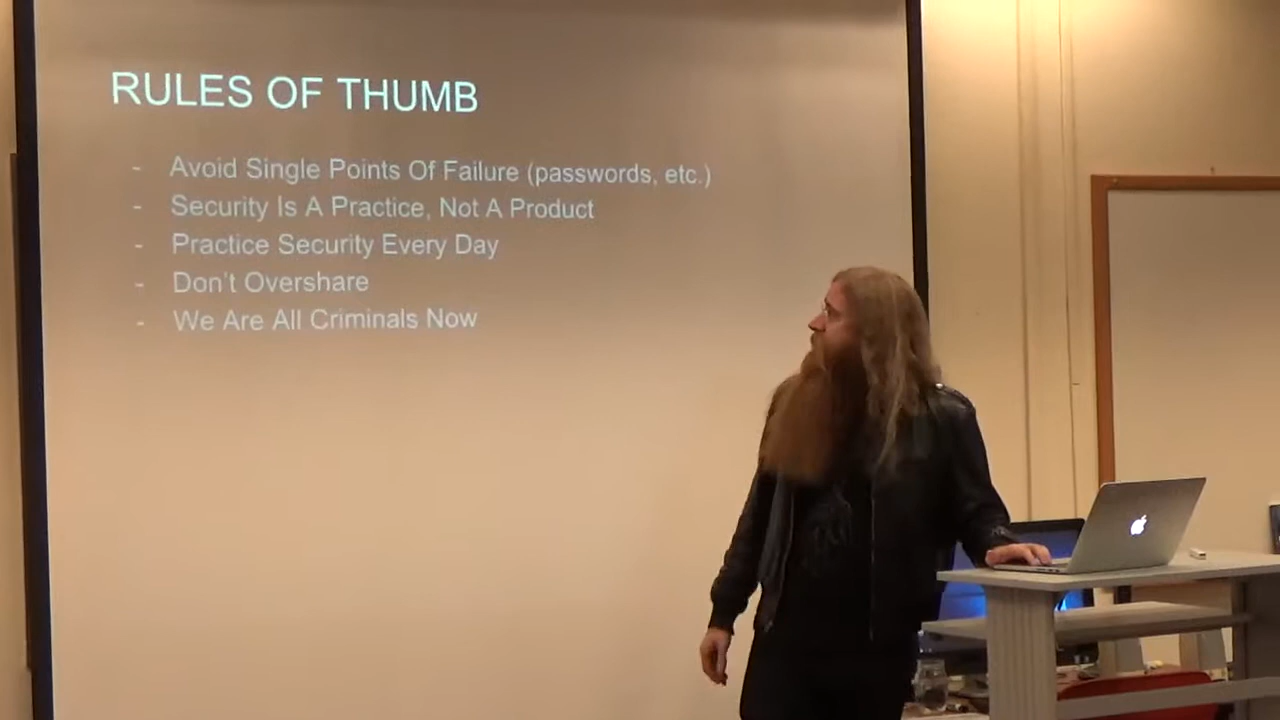 RULES OF THUMB
- Avoid Single Points Of Failure (passwords, etc.)
- Security Is A Practice, Not A Product
- Practice Security Every Day
- Don't Overshare
- We Are All Criminals Now